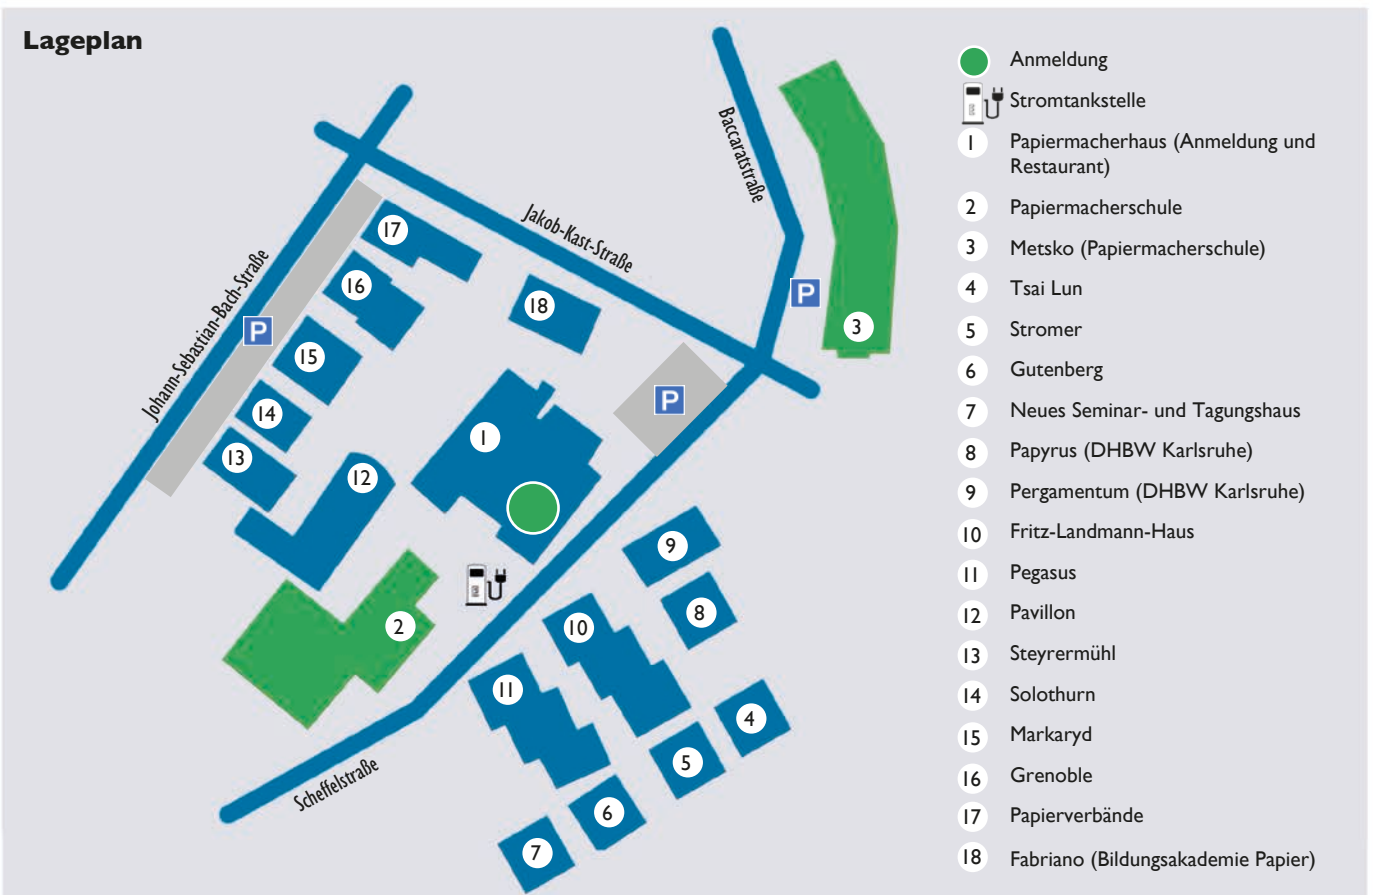 Lageplan
Johann-Sebastian-Bach-Straße
Jakob-Kast-Straße
Baccaratstraße
Scheffelstraße
P
P
P
17
16
18
15
14
13
12
1
3
2
9
8
10
11
4
5
6
7
Anmeldung
Stromtankstelle
1 Papiermacherhaus (Anmeldung und
Restaurant)
2 Papiermacherschule
3 Metsko (Papiermacherschule)
4 Tsai Lun
5 Stromer
6 Gutenberg
7 Neues Seminar- und Tagungshaus
8 Papyrus (DHBW Karlsruhe)
9 Pergamentum (DHBW Karlsruhe)
10 Fritz-Landmann-Haus
11 Pegasus
12 Pavillon
13 Steyrermühl
14 Solothurn
15 Markaryd
16 Grenoble
17 Papierverbände
18 Fabriano (Bildungsakademie Papier)